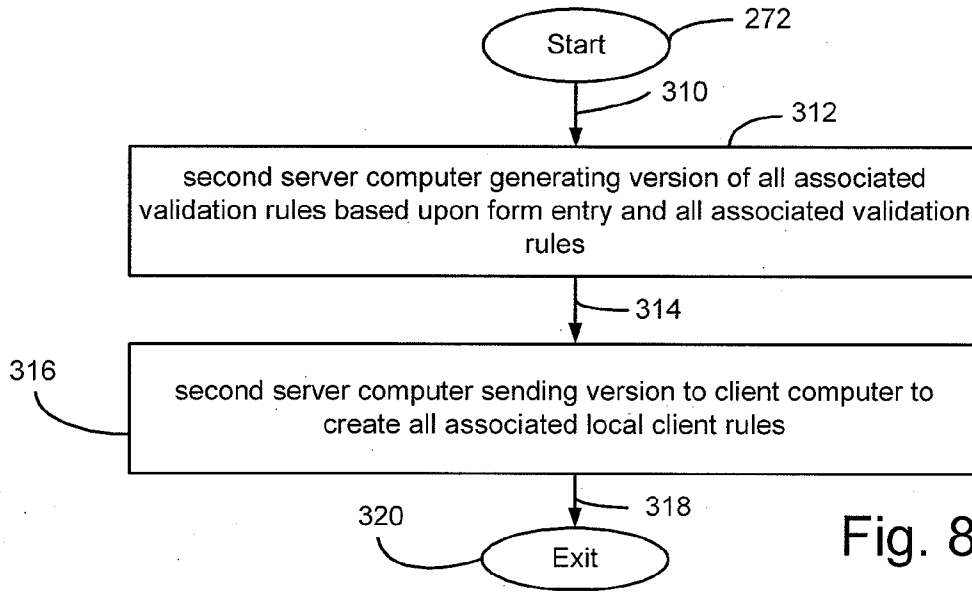 Start
272
310
312
second server computer generating version of all associated
validation rules based upon form entry and all associated validation
rules
314
316
second server computer sending version to client computer to
create all associated local client rules
318
320
Exit
Fig. 8